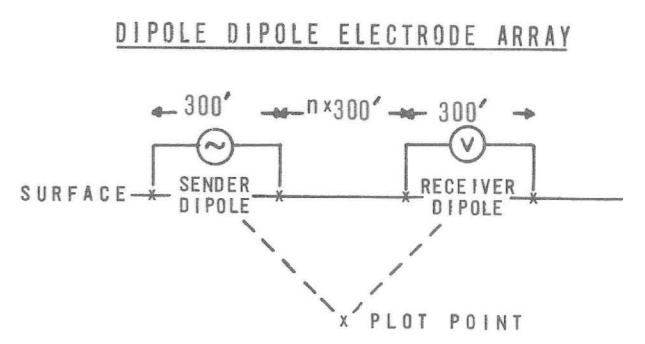 DIPOLE DIPOLE ELECTRODE ARRAY
300' n×300' 300'
~ V
SURFACE x SENDER x x RECEIVER x
DIPOLE DIPOLE
x PLOT POINT